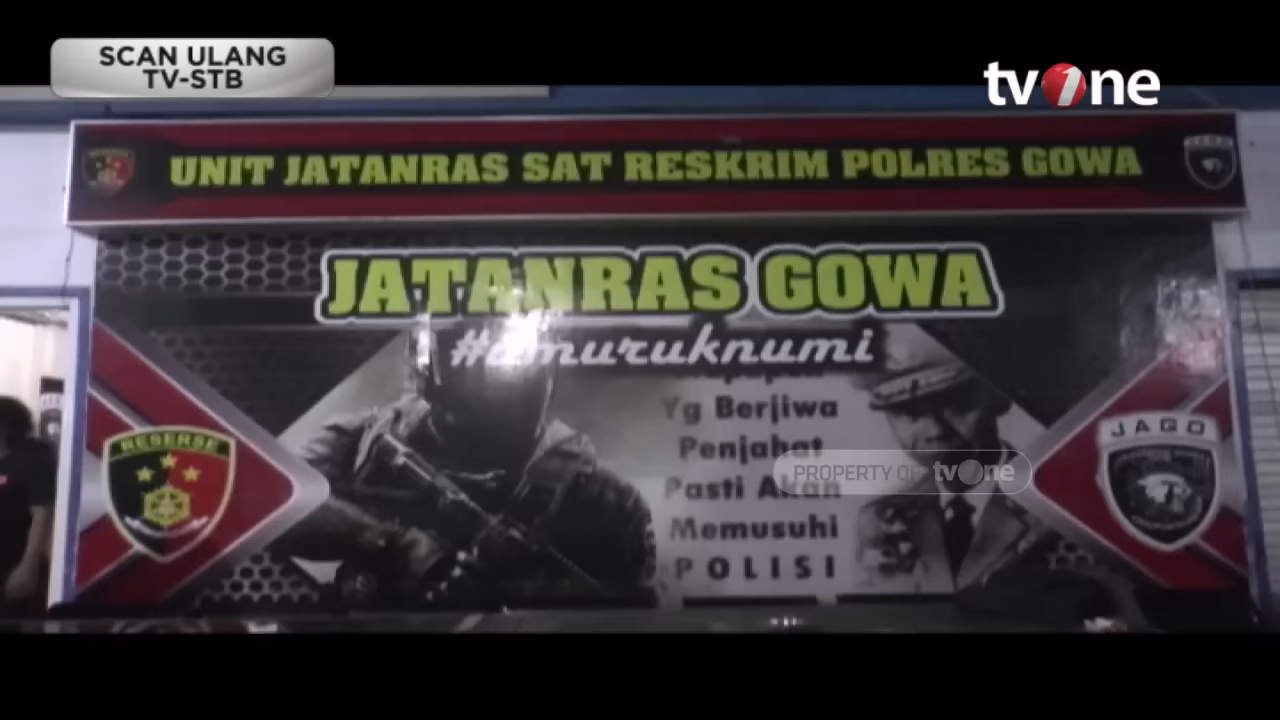 SCAN ULANG
TV-STB
tvOne
UNIT JATANRAS SAT RESKRIM POLRES GOWA
JATANRAS GOWA
Yg Berjiwa
Penjahat
Pasti Akan
Memusuhi
POLISI
PROPERTY OF tvOne
RESERSE
JAGO